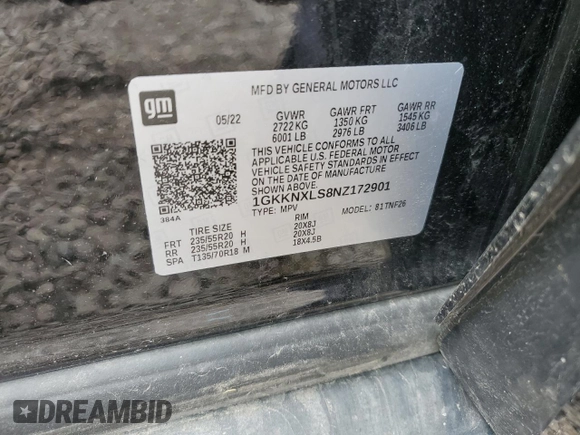 gm
MFD BY GENERAL MOTORS LLC
05/22
GVWR GAWR FRT GAWR RR
2722 KG 1350 KG 1545 KG
6001 LB 2976 LB 3406 LB
THIS VEHICLE CONFORMS TO ALL
APPLICABLE U.S. FEDERAL MOTOR
VEHICLE SAFETY STANDARDS IN EFFECT
ON THE DATE OF MANUFACTURE
SHOWN ABOVE.
1GKKNXLS8NZ172901
384A
TYPE: MPV MODEL: 81TNF26
TIRE SIZE RIM
FRT 235/55R20 H 20X8J
RR 235/55R20 H 20X8J
SPA T135/70R18 M 18X4.5B
DREAMBID